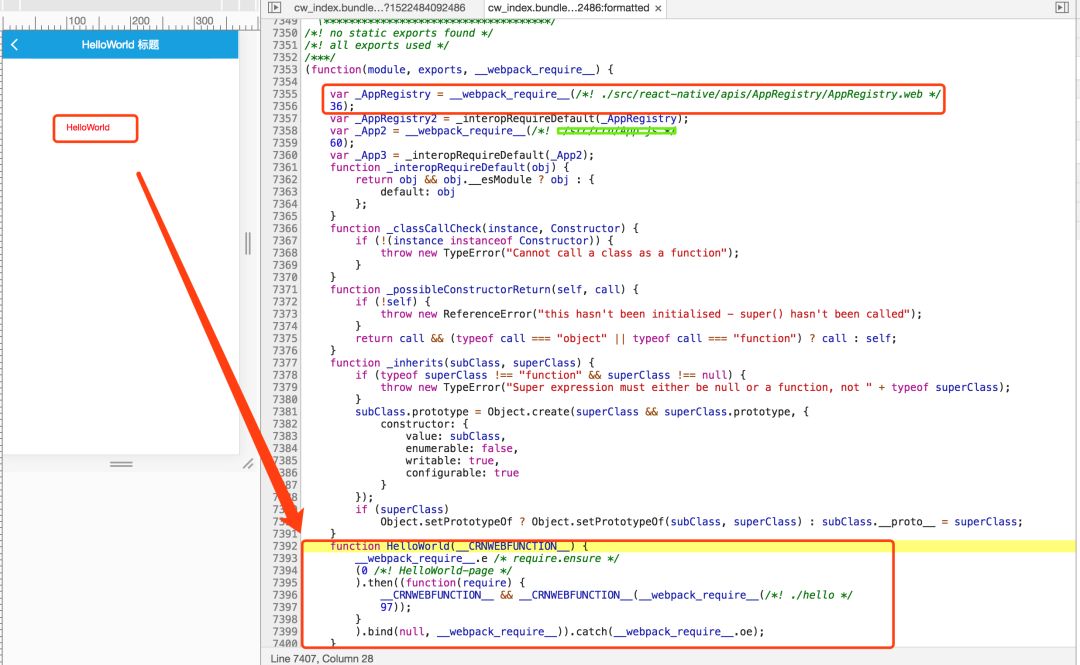 cw_index.bundle...?1522484092486
cw_index.bundle...2486:formatted ×
100 200 300
HelloWorld 标题
HelloWorld
7349 \************************************/
7350 /*! no static exports found */
7351 /*! all exports used */
7352 /***/
7353 (function(module, exports, __webpack_require__) {
7354
7355 var _AppRegistry = __webpack_require__(/*! ./src/react-native/apis/AppRegistry/AppRegistry.web */
7356 36);
7357 var _AppRegistry2 = _interopRequireDefault(_AppRegistry);
7358 var _App2 = __webpack_require__(/*!
7359 60);
7360 var _App3 = _interopRequireDefault(_App2);
7361 function _interopRequireDefault(obj) {
7362 return obj && obj.__esModule ? obj : {
7363 default: obj
7364 };
7365 }
7366 function _classCallCheck(instance, Constructor) {
7367 if (!(instance instanceof Constructor)) {
7368 throw new TypeError("Cannot call a class as a function");
7369 }
7370 }
7371 function _possibleConstructorReturn(self, call) {
7372 if (!self) {
7373 throw new ReferenceError("this hasn't been initialised - super() hasn't been called");
7374 }
7375 return call && (typeof call === "object" || typeof call === "function") ? call : self;
7376 }
7377 function _inherits(subClass, superClass) {
7378 if (typeof superClass !== "function" && superClass !== null) {
7379 throw new TypeError("Super expression must either be null or a function, not " + typeof superClass);
7380 }
7381 subClass.prototype = Object.create(superClass && superClass.prototype, {
7382 constructor: {
7383 value: subClass,
7384 enumerable: false,
7385 writable: true,
7386 configurable: true
7387 }
7388 });
if (superClass)
Object.setPrototypeOf ? Object.setPrototypeOf(subClass, superClass) : subClass.__proto__ = superClass;
7391 }
7392 function HelloWorld(__CRNWEBFUNCTION__) {
7393 __webpack_require__.e /* require.ensure */
7394 (0 /*! HelloWorld-page */
7395 ).then((function(require) {
7396 __CRNWEBFUNCTION__ && __CRNWEBFUNCTION__(__webpack_require__(/*! ./hello */
7397 97));
7398 }
7399 ).bind(null, __webpack_require__)).catch(__webpack_require__.oe);
7400 }
Line 7407, Column 28